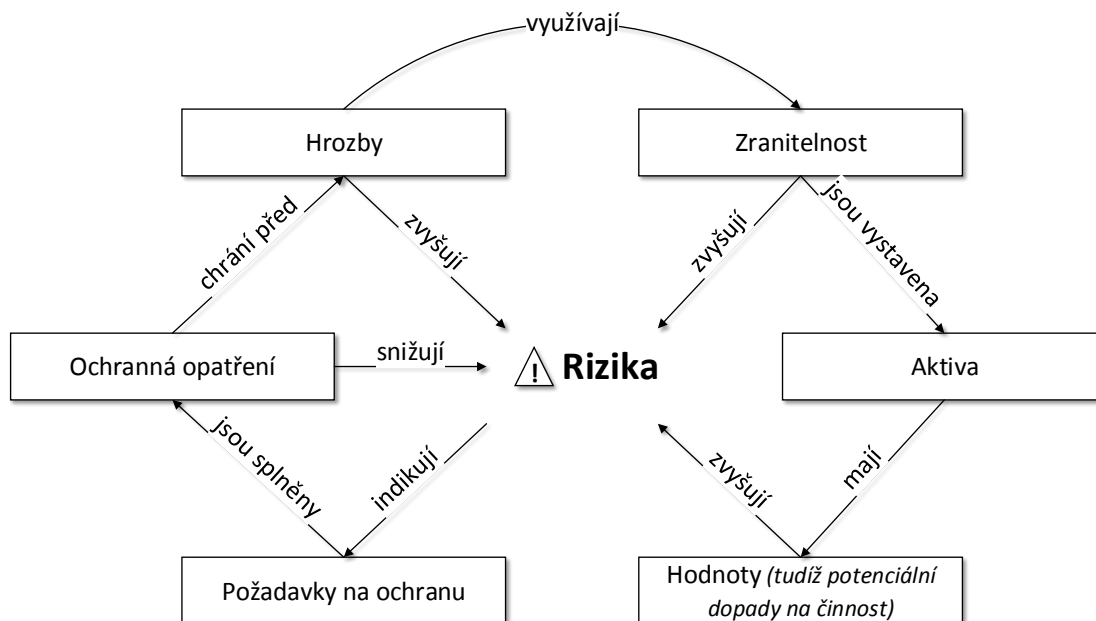 využívají
Hrozby
Zranitelnost
chrání před
zvyšují
zvyšují
jsou vystavena
Ochranná opatření
snižují
! Rizika
Aktiva
jsou splněny
indikují
zvyšují
mají
Požadavky na ochranu
Hodnoty (tudíž potenciální
dopady na činnost)